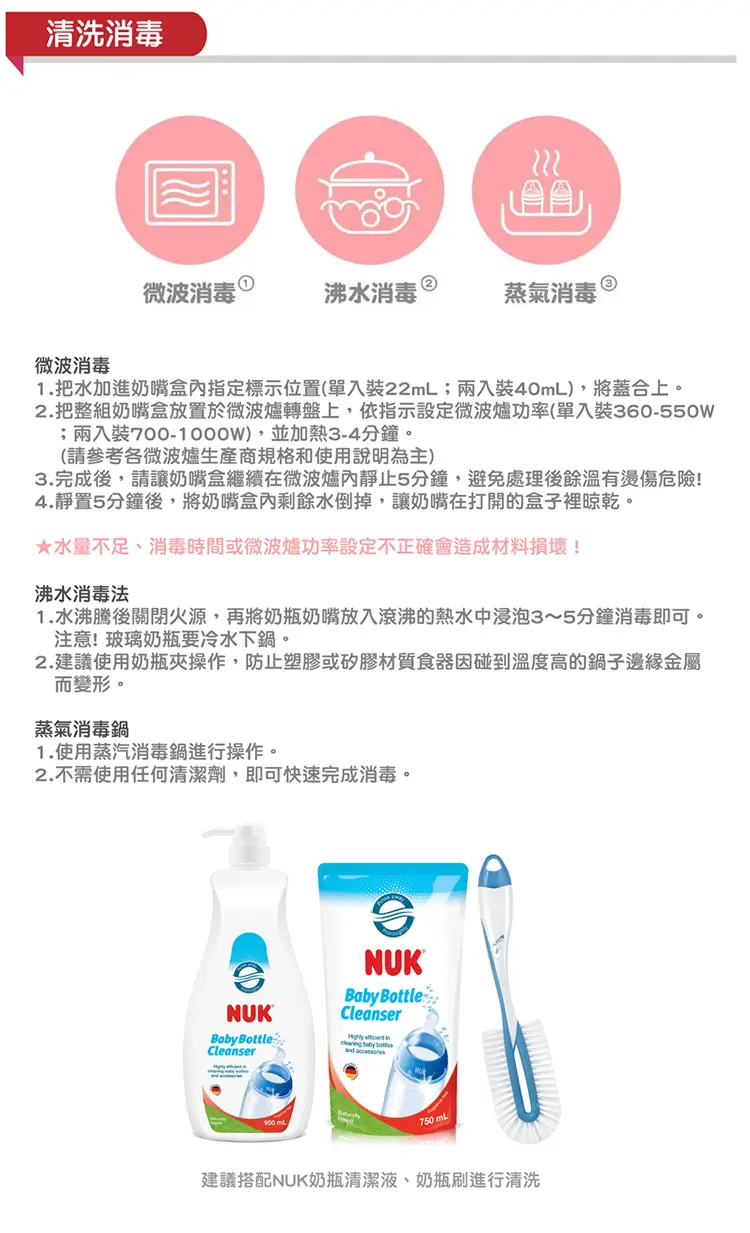 清洗消毒
微波消毒①
沸水消毒②
蒸氣消毒③
微波消毒
1.把水加進奶嘴盒內指定標示位置(單入裝22mL；兩入裝40mL)，將蓋合上。
2.把整組奶嘴盒放置於微波爐轉盤上，依指示設定微波爐功率(單入裝360-550W
；兩入裝700-1000W)，並加熱3-4分鐘。
(請參考各微波爐生產商規格和使用說明為主)
3.完成後，請讓奶嘴盒繼續在微波爐內靜止5分鐘，避免處理後餘溫有燙傷危險!
4.靜置5分鐘後，將奶嘴盒內剩餘水倒掉，讓奶嘴在打開的盒子裡晾乾。
★水量不足、消毒時間或微波爐功率設定不正確會造成材料損壞！
沸水消毒法
1.水沸騰後關閉火源，再將奶瓶奶嘴放入滾沸的熱水中浸泡3～5分鐘消毒即可。
注意! 玻璃奶瓶要冷水下鍋。
2.建議使用奶瓶夾操作，防止塑膠或矽膠材質食器因碰到溫度高的鍋子邊緣金屬
而變形。
蒸氣消毒鍋
1.使用蒸汽消毒鍋進行操作。
2.不需使用任何清潔劑，即可快速完成消毒。
NUK
Baby Bottle
Cleanser
Highly efficient in
cleaning baby bottles
and accessories
Naturally
based
950 mL
thoroughly
NUK
Baby Bottle
Cleanser
Highly efficient in
cleaning baby bottles
and accessories
NUK
Naturally
based
750 mL
建議搭配NUK奶瓶清潔液、奶瓶刷進行清洗